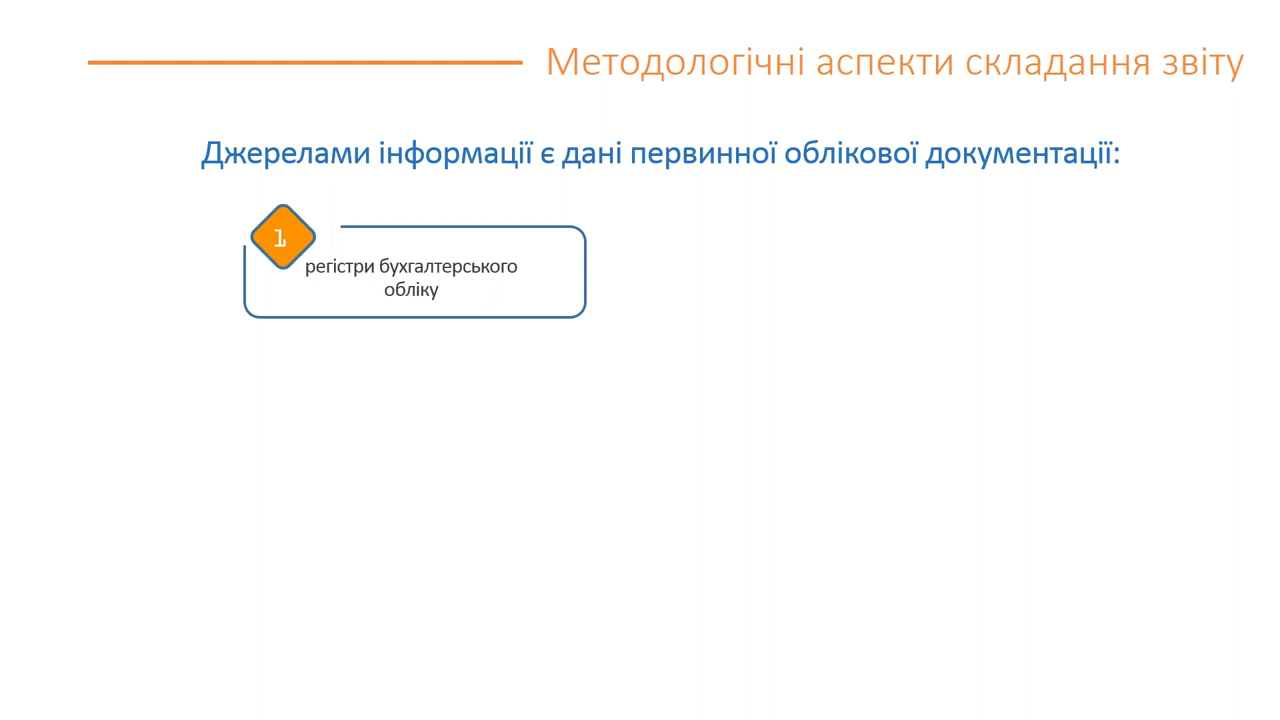 Методологічні аспекти складання звіту
Джерелами інформації є дані первинної облікової документації:
1
регістри бухгалтерського
обліку